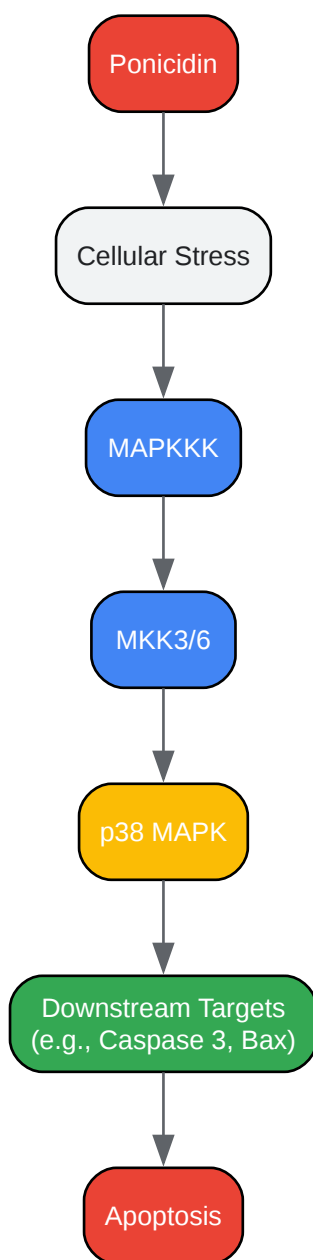 Ponicidin
Cellular Stress
MAPKKK
MKK3/6
p38 MAPK
Downstream Targets
(e.g., Caspase 3, Bax)
Apoptosis